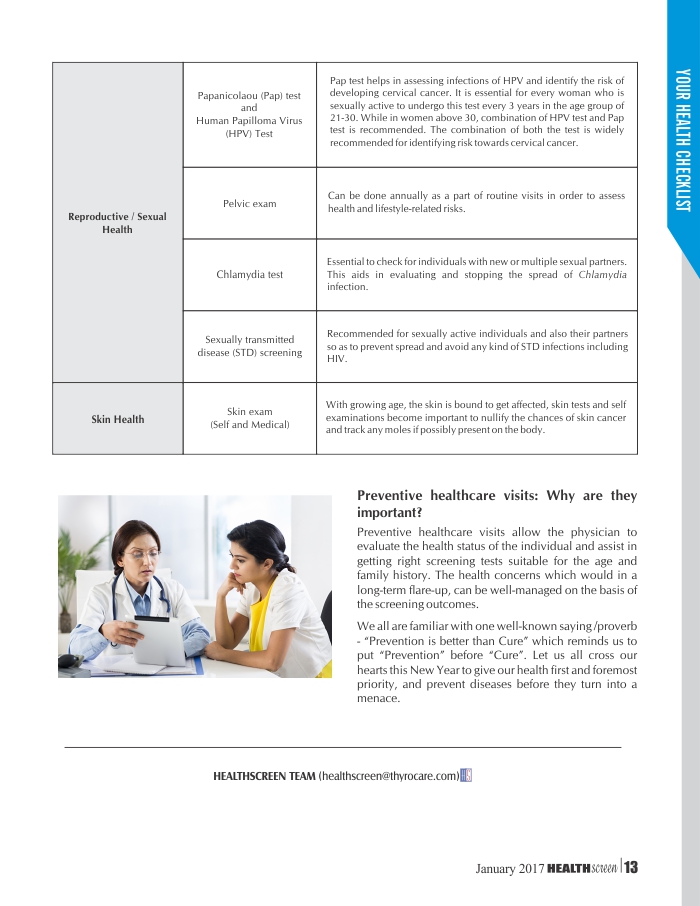 YOUR HEALTH CHECKLIST
Reproductive / Sexual
Health
Papanicolaou (Pap) test
and
Human Papilloma Virus
(HPV) Test
Pap test helps in assessing infections of HPV and identify the risk of
developing cervical cancer. It is essential for every woman who is
sexually active to undergo this test every 3 years in the age group of
21-30. While in women above 30, combination of HPV test and Pap
test is recommended. The combination of both the test is widely
recommended for identifying risk towards cervical cancer.
Pelvic exam
Can be done annually as a part of routine visits in order to assess
health and lifestyle-related risks.
Chlamydia test
Essential to check for individuals with new or multiple sexual partners.
This aids in evaluating and stopping the spread of Chlamydia
infection.
Sexually transmitted
disease (STD) screening
Recommended for sexually active individuals and also their partners
so as to prevent spread and avoid any kind of STD infections including
HIV.
Skin Health
Skin exam
(Self and Medical)
With growing age, the skin is bound to get affected, skin tests and self
examinations become important to nullify the chances of skin cancer
and track any moles if possibly present on the body.
Preventive healthcare visits: Why are they
important?
Preventive healthcare visits allow the physician to
evaluate the health status of the individual and assist in
getting right screening tests suitable for the age and
family history. The health concerns which would in a
long-term flare-up, can be well-managed on the basis of
the screening outcomes.
We all are familiar with one well-known saying/proverb
- “Prevention is better than Cure” which reminds us to
put “Prevention” before “Cure”. Let us all cross our
hearts this New Year to give our health first and foremost
priority, and prevent diseases before they turn into a
menace.
HEALTHSCREEN TEAM (healthscreen@thyrocare.com)
January 2017 HEALTHscreen 13